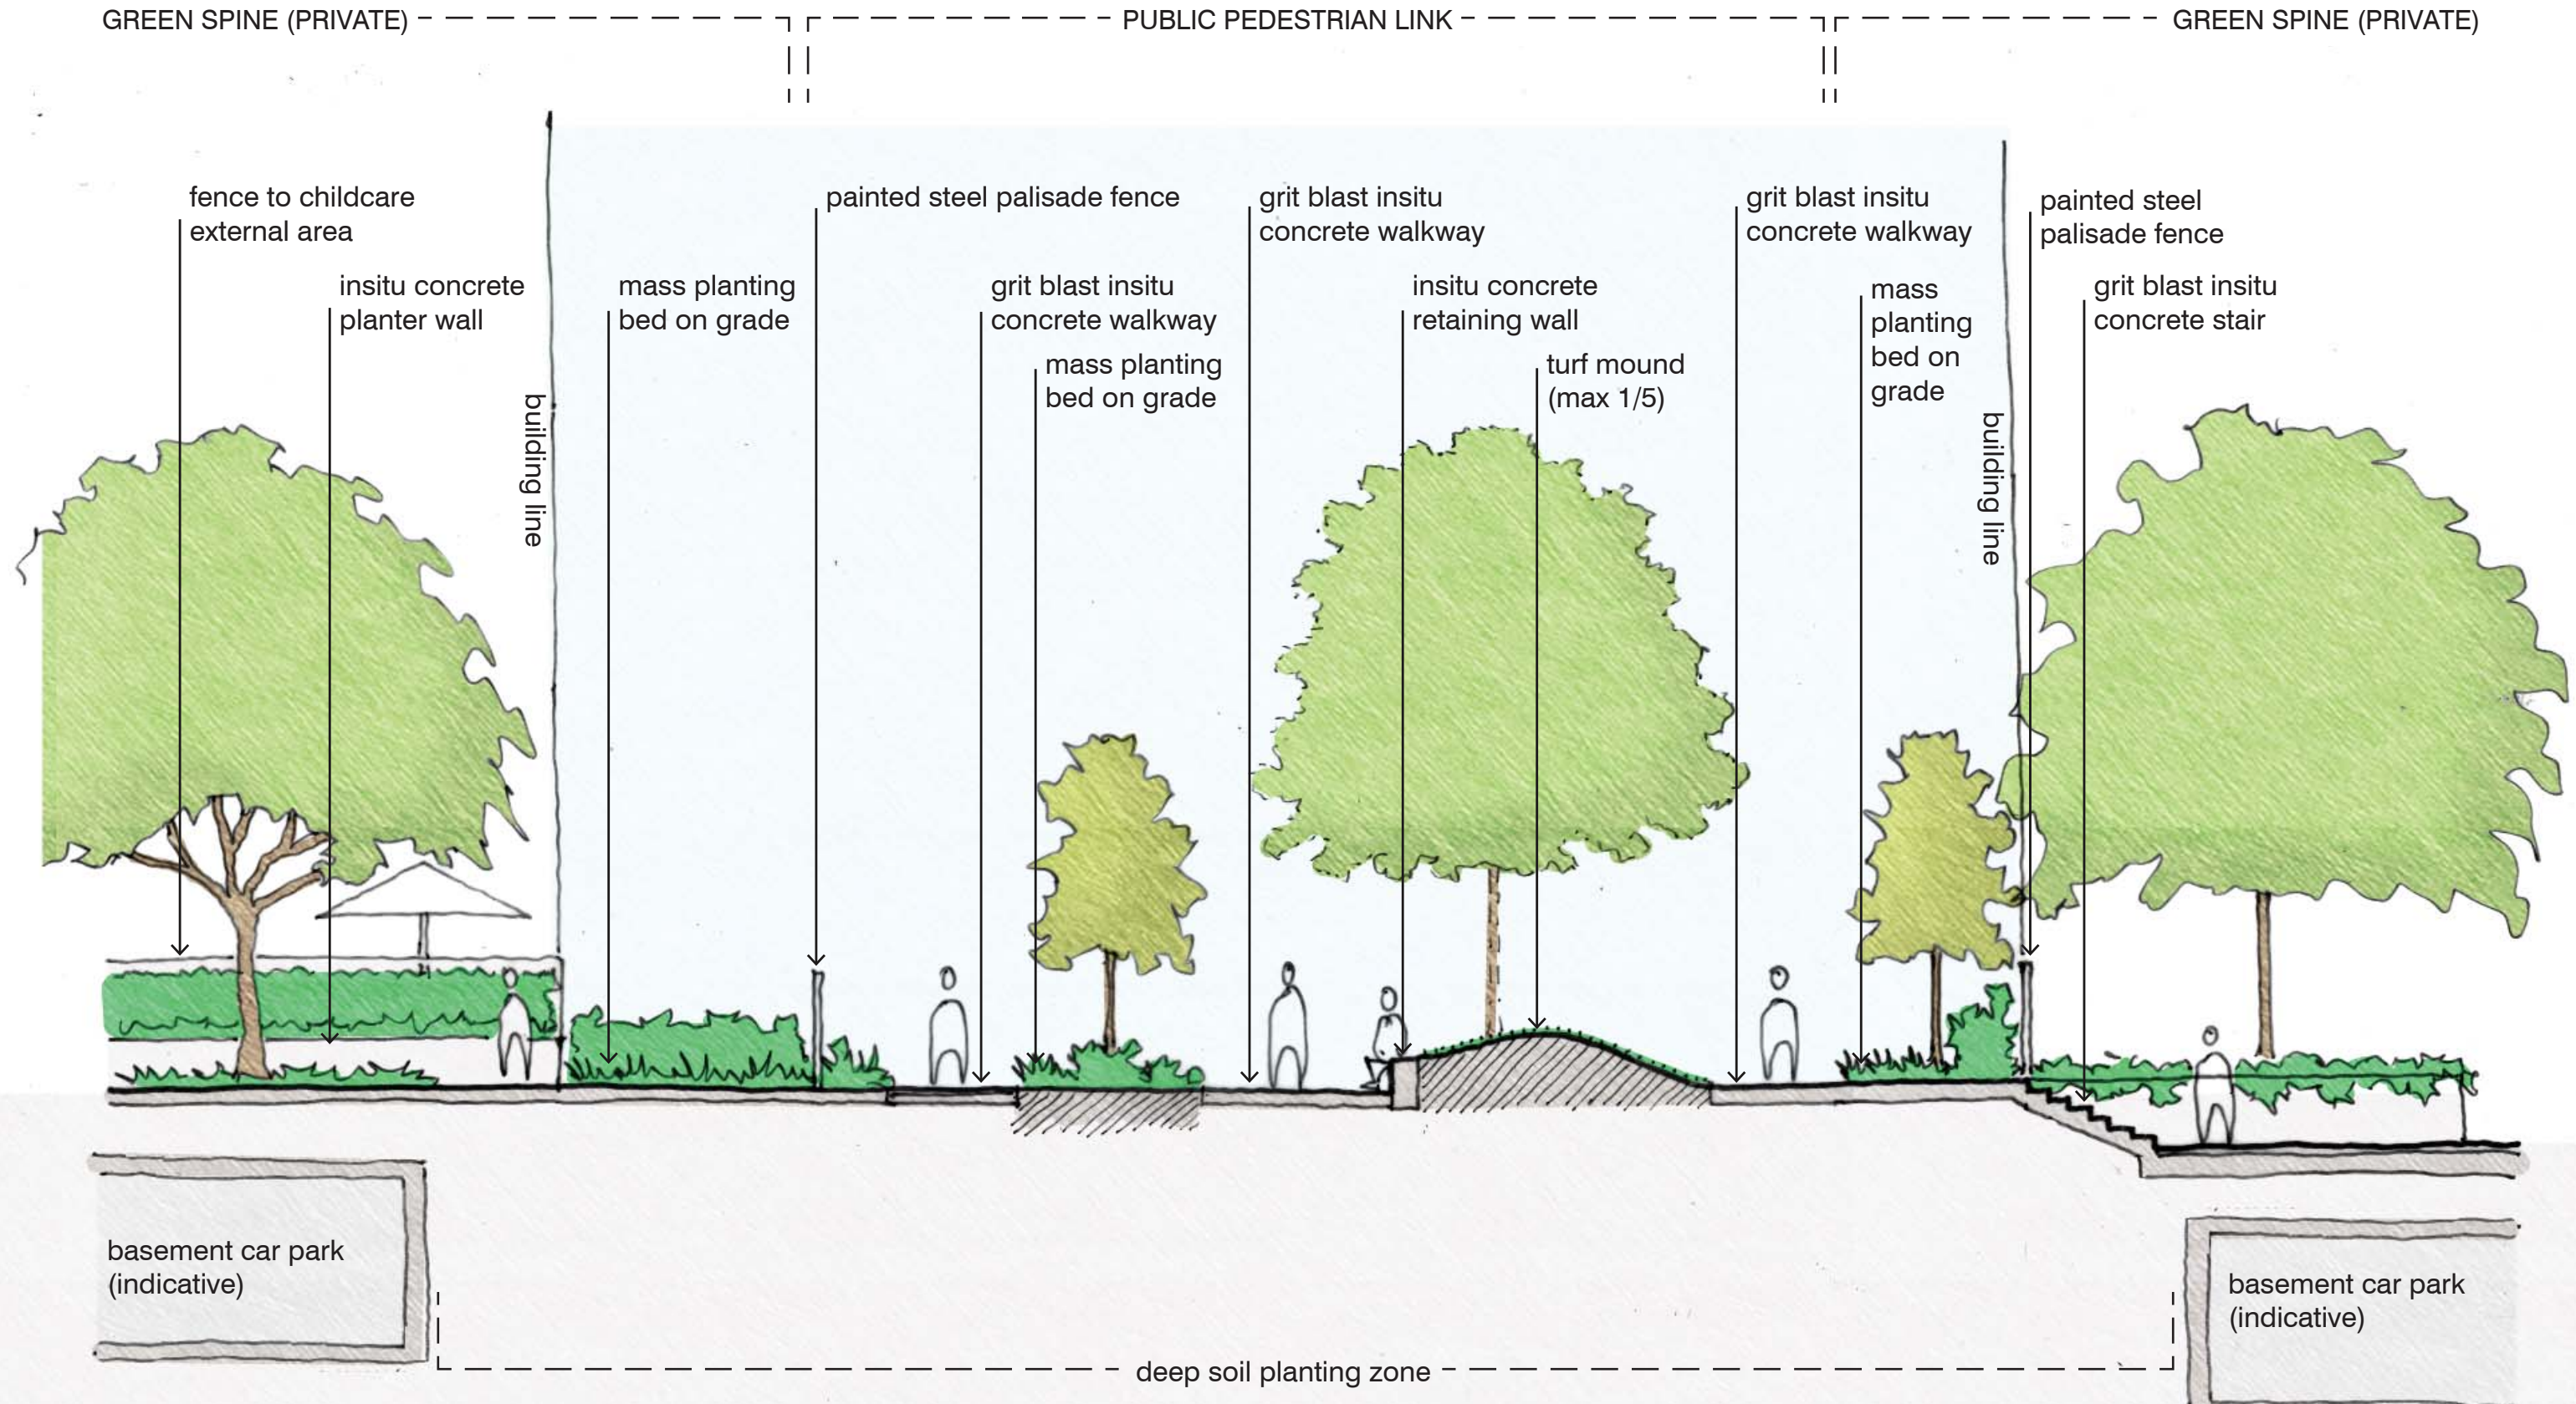 GREEN SPINE (PRIVATE)
PUBLIC PEDESTRIAN LINK
GREEN SPINE (PRIVATE)
fence to childcare
external area
insitu concrete
planter wall
building line
mass planting
bed on grade
painted steel palisade fence
grit blast insitu
concrete walkway
mass planting
bed on grade
grit blast insitu
concrete walkway
insitu concrete
retaining wall
turf mound
(max 1/5)
grit blast insitu
concrete walkway
mass
planting
bed on
grade
building line
painted steel
palisade fence
grit blast insitu
concrete stair
basement car park
(indicative)
deep soil planting zone
basement car park
(indicative)